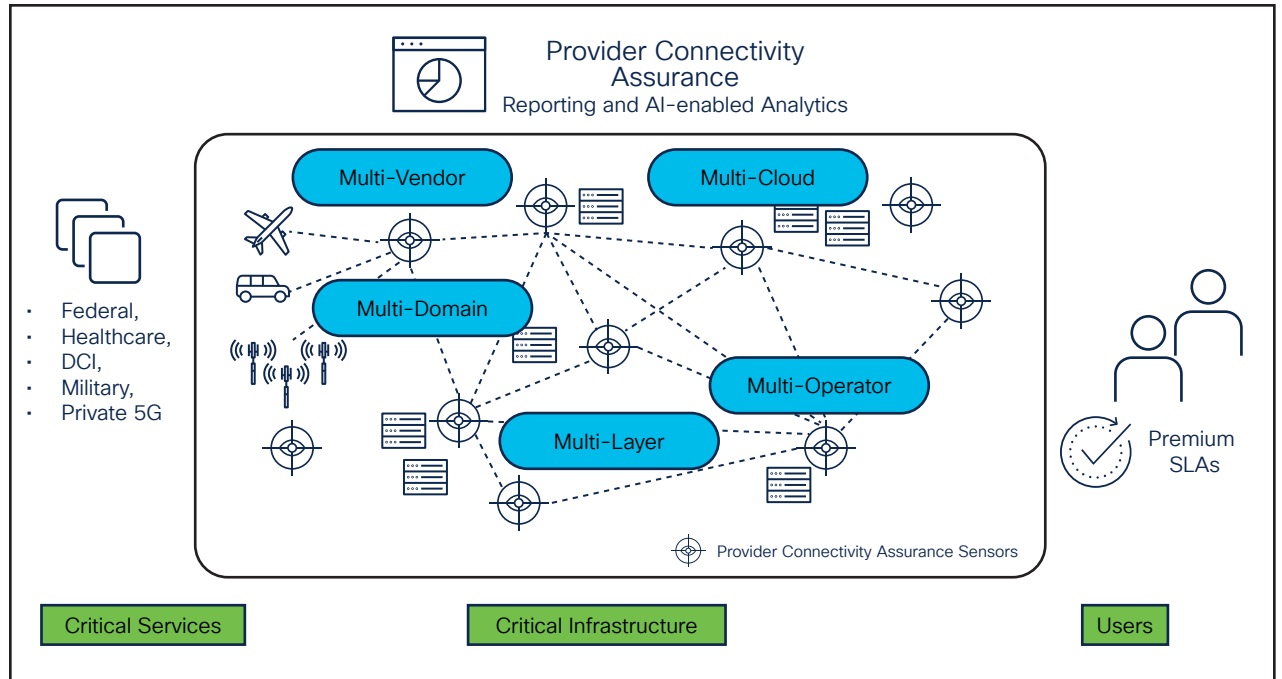 Provider Connectivity
Assurance
Reporting and AI-enabled Analytics
Multi-Vendor
Multi-Cloud
Multi-Domain
Multi-Operator
Multi-Layer
· Federal,
· Healthcare,
· DCI,
· Military,
· Private 5G
Premium
SLAs
Provider Connectivity Assurance Sensors
Critical Services
Critical Infrastructure
Users